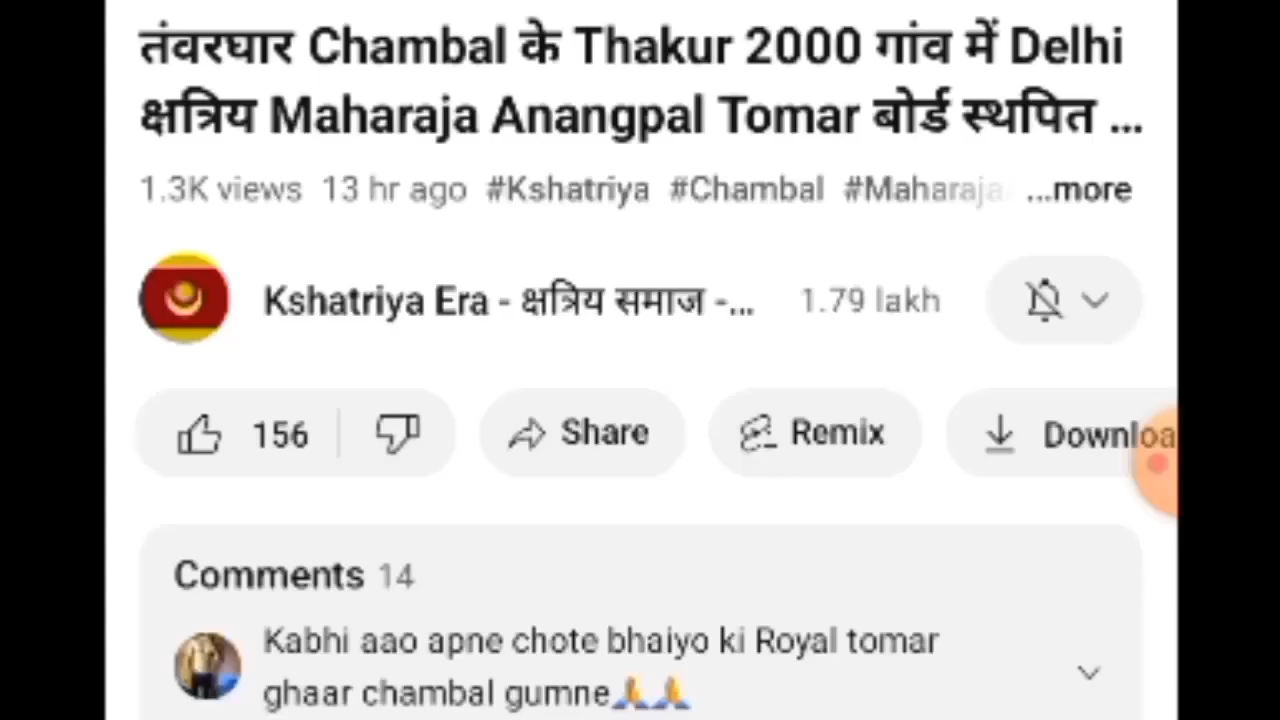 तंवरघार Chambal के Thakur 2000 गांव में Delhi
क्षत्रिय Maharaja Anangpal Tomar बोर्ड स्थपित ...
1.3K views 13 hr ago #Kshatriya #Chambal #Maharaja ...more
Kshatriya Era - क्षत्रिय समाज -... 1.79 lakh
156 Share Remix Downloa
Comments 14
Kabhi aao apne chote bhaiyo ki Royal tomar
ghaar chambal gumne🙏🙏